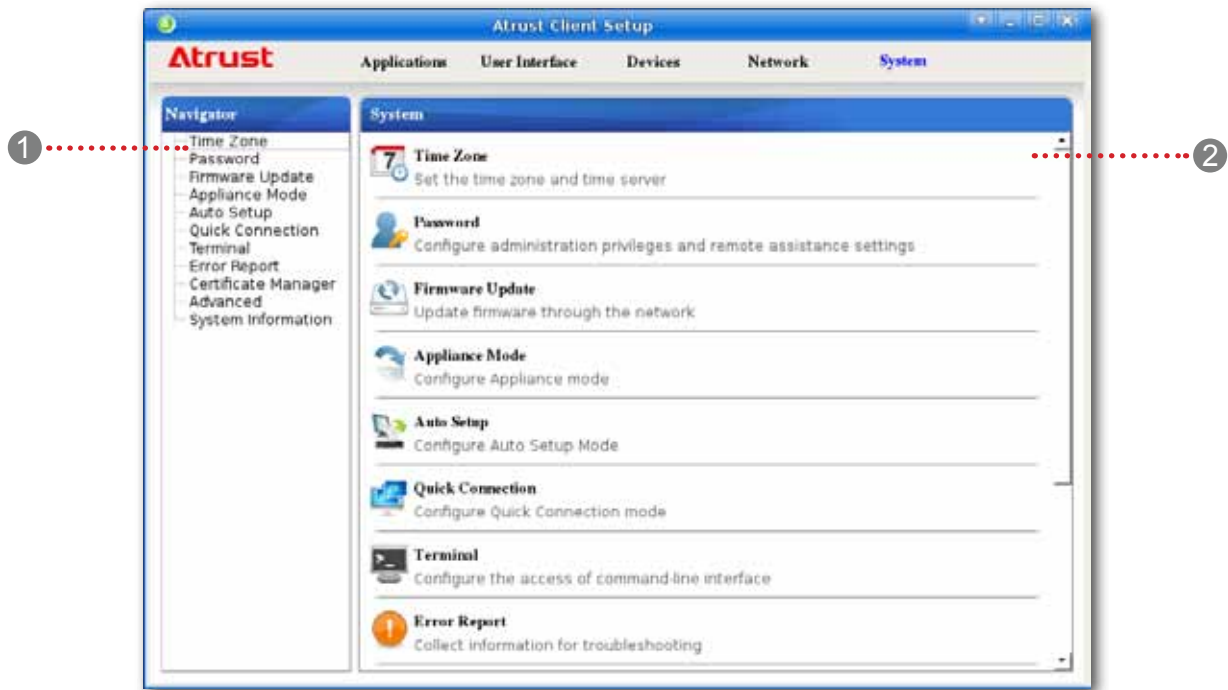 Atrust Client Setup
Atrust
Applications User Interface Devices Network System
Navigator
Time Zone
Password
Firmware Update
Appliance Mode
Auto Setup
Quick Connection
Terminal
Error Report
Certificate Manager
Advanced
System Information
1
System
7
Time Zone
Set the time zone and time server
Password
Configure administration privileges and remote assistance settings
Firmware Update
Update firmware through the network
Appliance Mode
Configure Appliance mode
Auto Setup
Configure Auto Setup Mode
Quick Connection
Configure Quick Connection mode
Terminal
Configure the access of command-line interface
Error Report
Collect information for troubleshooting
2